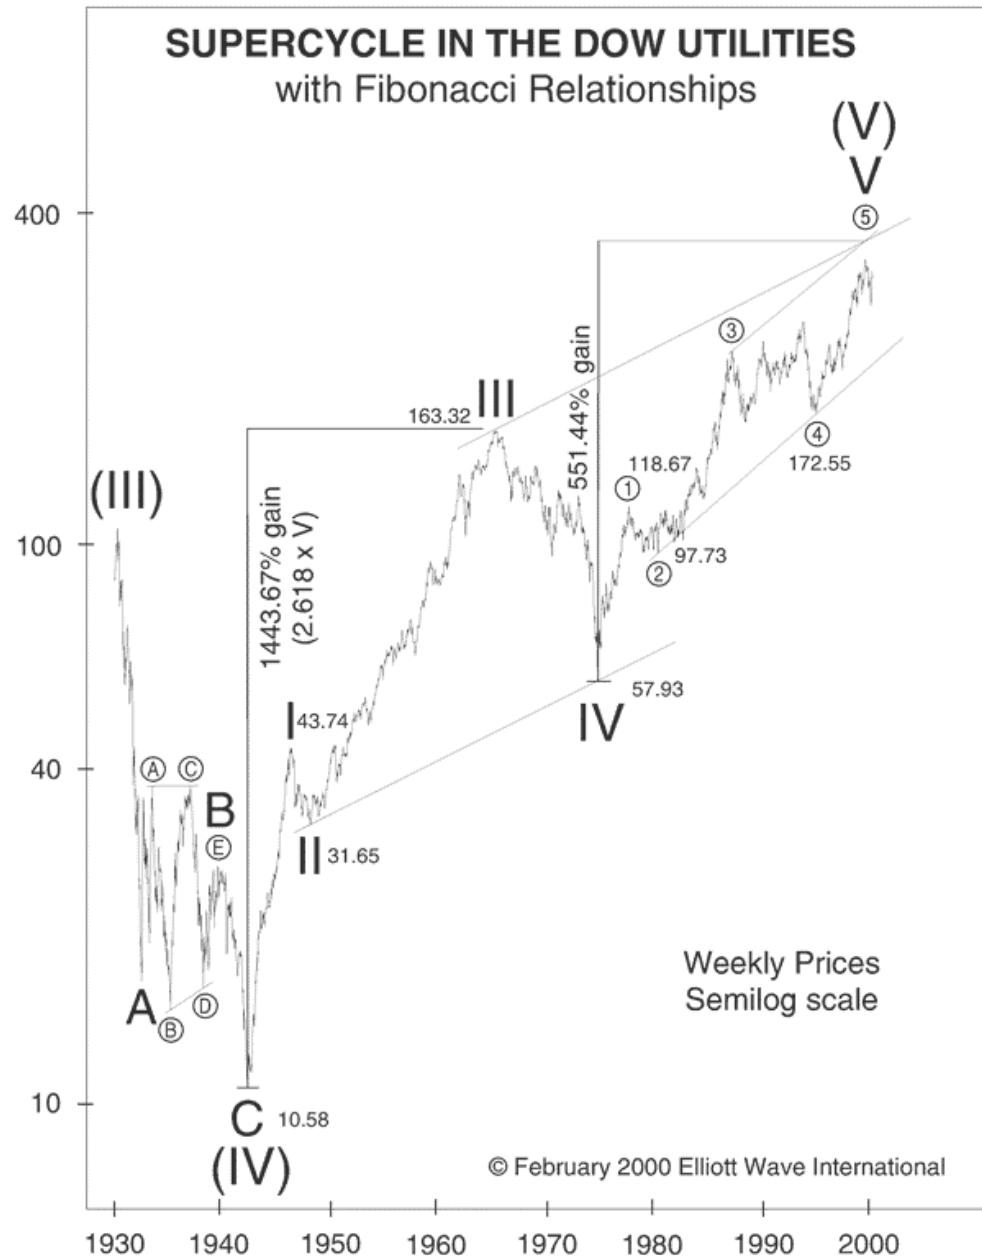 SUPERCYCLE IN THE DOW UTILITIES
with Fibonacci Relationships
(V)
V
⑤
400
③
551.44% gain
III
163.32
④
172.55
①
118.67
(III)
1443.67% gain
(2.618 x V)
100
②
97.73
57.93
IV
I
43.74
40
Ⓐ
Ⓒ
B
Ⓔ
II
31.65
Weekly Prices
Semilog scale
A
Ⓑ
Ⓓ
10
C
10.58
(IV)
© February 2000 Elliott Wave International
1930 1940 1950 1960 1970 1980 1990 2000